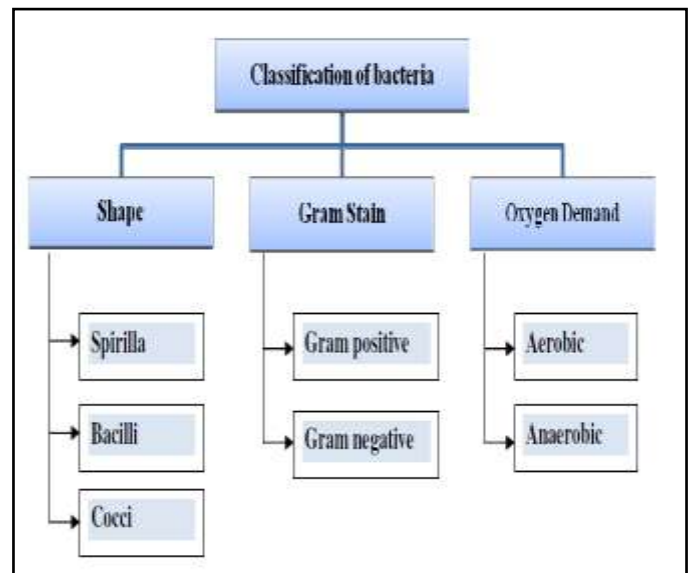 Classification of bacteria
Shape
Gram Stain
Oxygen Demand
Spirilla
Bacilli
Cocci
Gram positive
Gram negative
Aerobic
Anaerobic